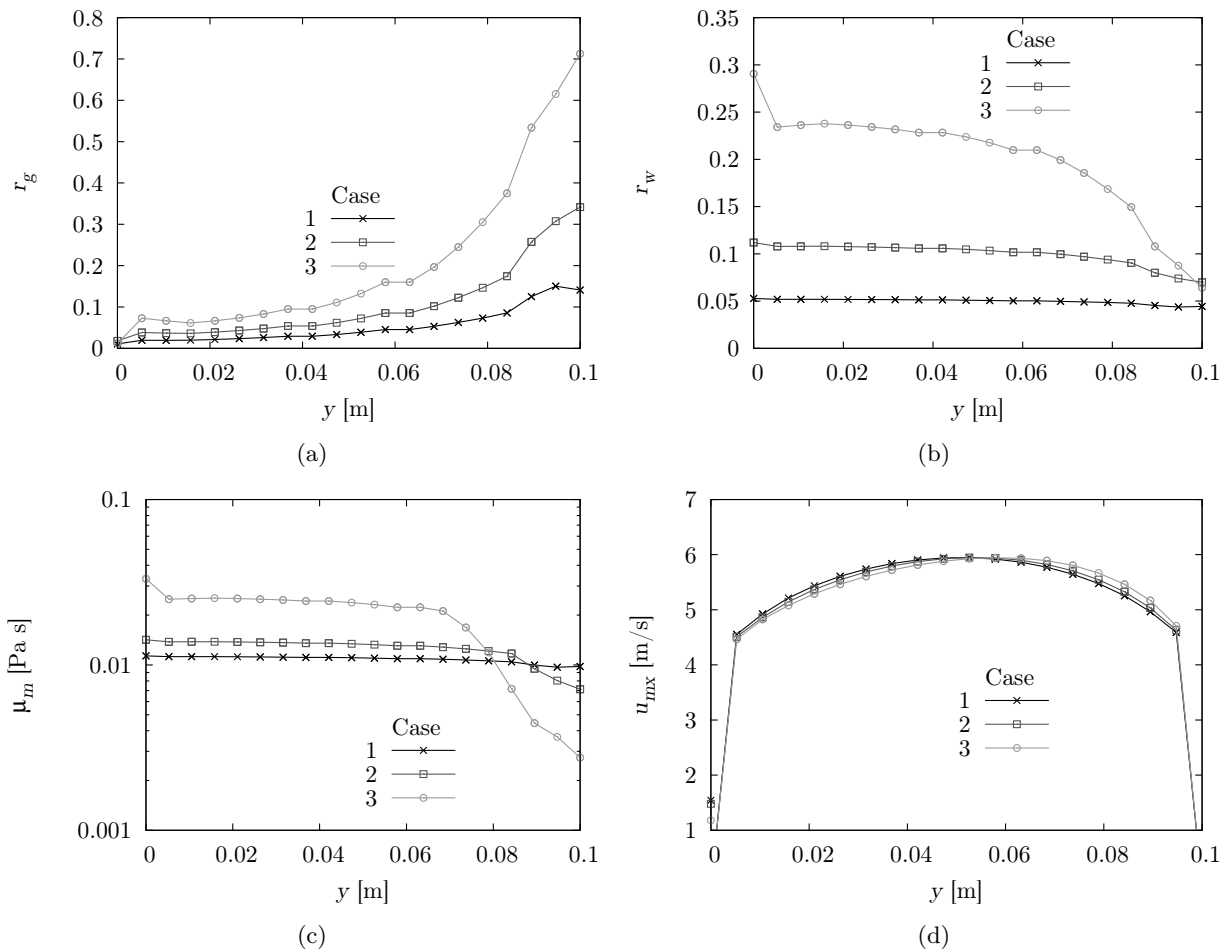 0.8
0.7
0.6
0.5
0.4
0.3
0.2
0.1
0
r_g
Case
1
2
3
0 0.02 0.04 0.06 0.08 0.1
y [m]
(a)
0.35
0.3
0.25
0.2
0.15
0.1
0.05
0
r_w
Case
1
2
3
0 0.02 0.04 0.06 0.08 0.1
y [m]
(b)
0.1
0.01
0.001
μ_m [Pa s]
Case
1
2
3
0 0.02 0.04 0.06 0.08 0.1
y [m]
(c)
7
6
5
4
3
2
1
u_mx [m/s]
Case
1
2
3
0 0.02 0.04 0.06 0.08 0.1
y [m]
(d)